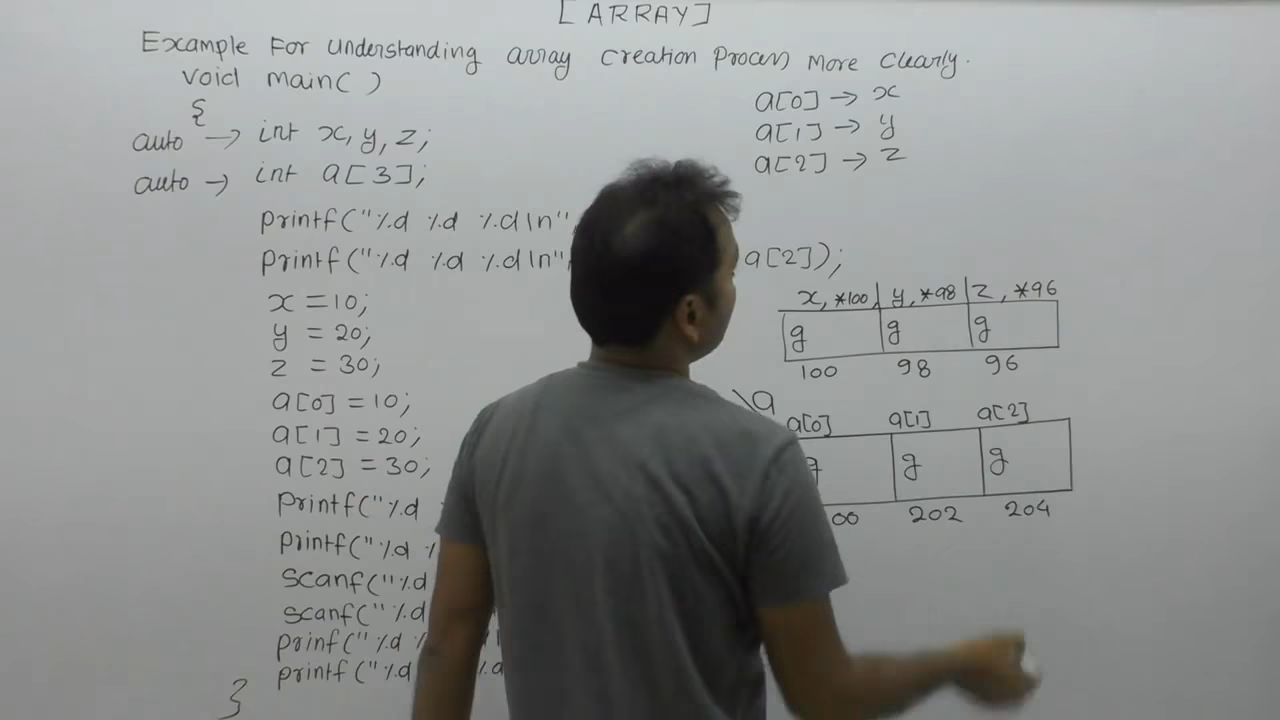 [ARRAY]
Example For Understanding array Creation Process More Clearly.
void main( )
{
auto → int x, y, z;
auto → int a[3];
printf("%d %d %d\n",
printf("%d %d %d\n", a[2]);
x = 10;
y = 20;
z = 30;
a[0] = 10;
a[1] = 20;
a[2] = 30;
printf("%d
printf("%d %
scanf("%d
scanf("%d
prinf("%d %
printf("%d %d
}
a[0] → x
a[1] → y
a[2] → z
x, *100 y, *98 z, *96
g g g
100 98 96
\a
a[0] a[1] a[2]
g g
00 202 204